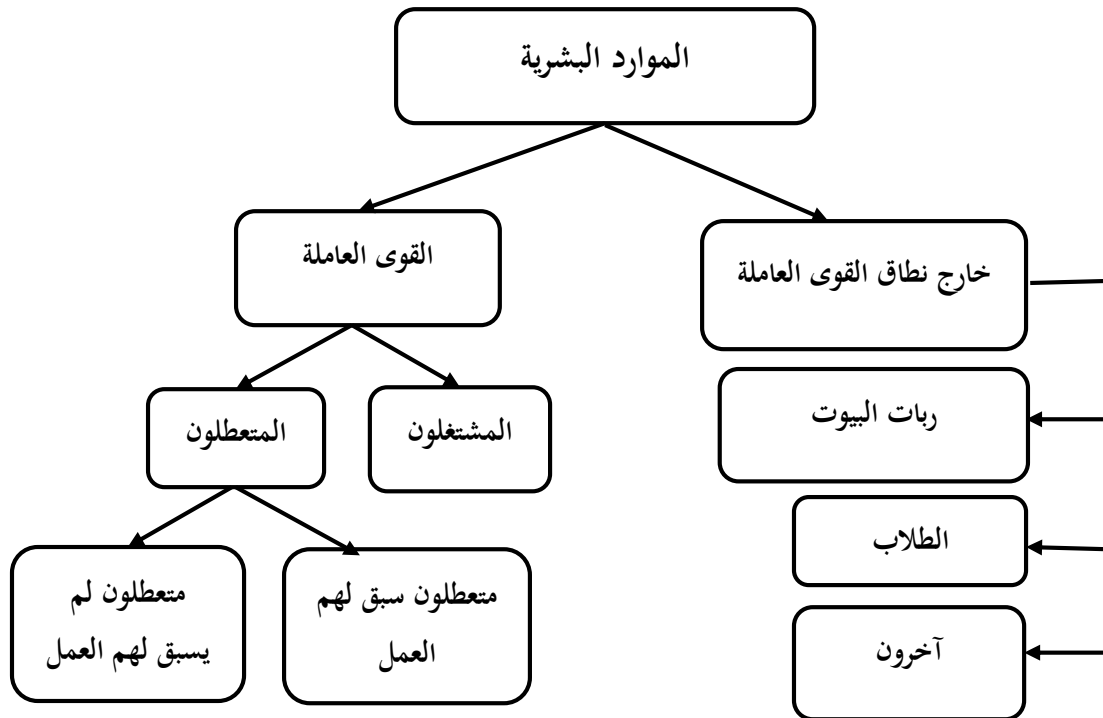 الموارد البشرية
خارج نطاق القوى العاملة
القوى العاملة
ربات البيوت
المشتغلون
المتعطلون
الطلاب
متعطلون سبق لهم
العمل
متعطلون لم
يسبق لهم العمل
آخرون